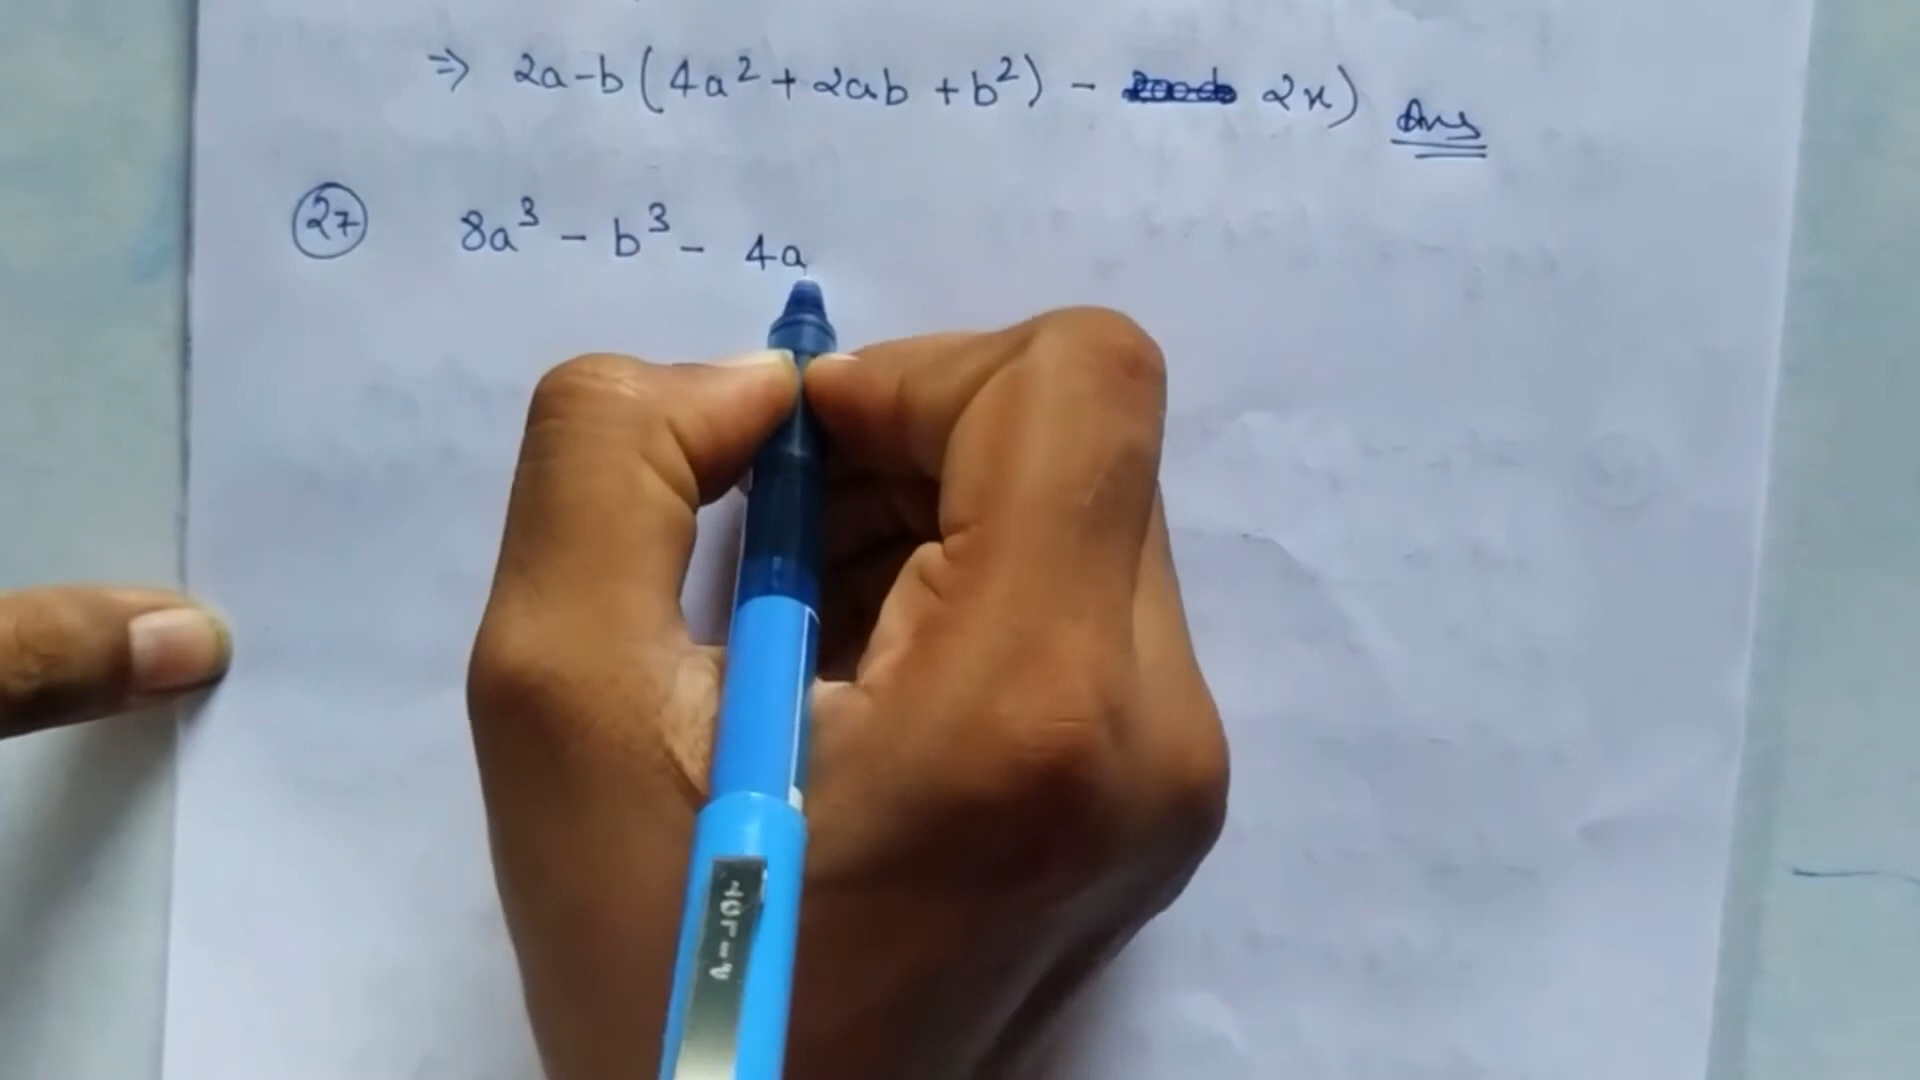 ⇒ 2a-b(4a²+2ab+b²) - 2x) Ans
(27) 8a³ - b³ - 4a